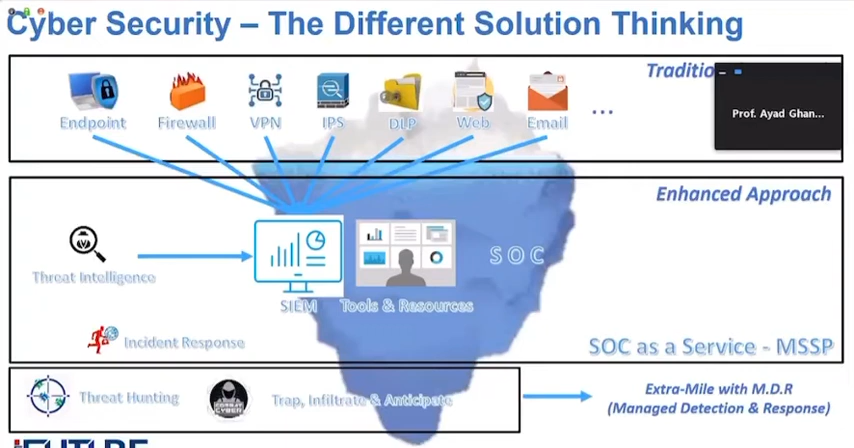 Cyber Security – The Different Solution Thinking
Prof. Ayad Ghan...
Endpoint Firewall VPN IPS DLP Web Email ...
Enhanced Approach
Threat Intelligence
SOC
SIEM Tools & Resources
Incident Response
SOC as a Service - MSSP
Threat Hunting
Trap, Infiltrate & Anticipate
Extra-Mile with M.D.R
(Managed Detection & Response)